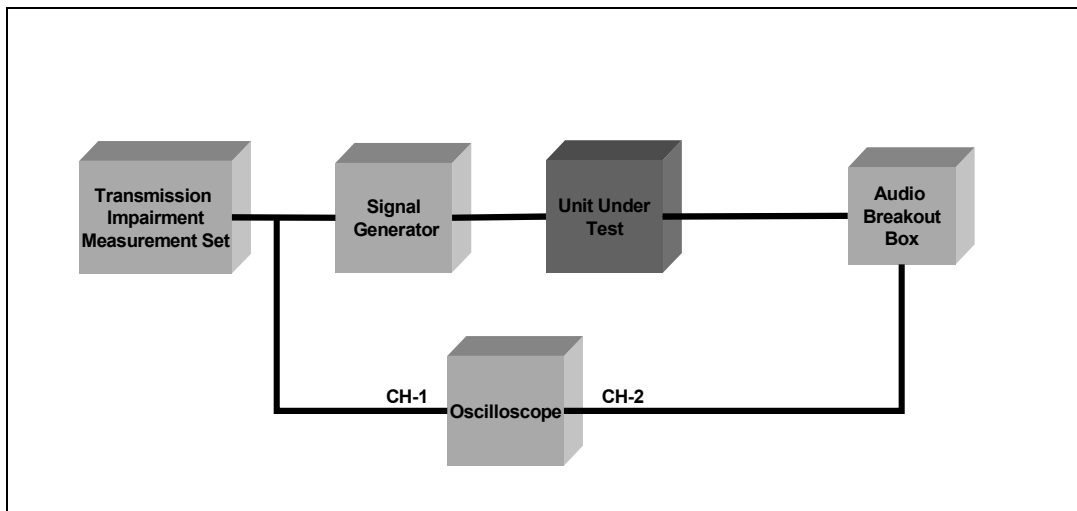 Transmission
Impairment
Measurement Set
Signal
Generator
Unit Under
Test
Audio
Breakout
Box
CH-1
Oscilloscope
CH-2